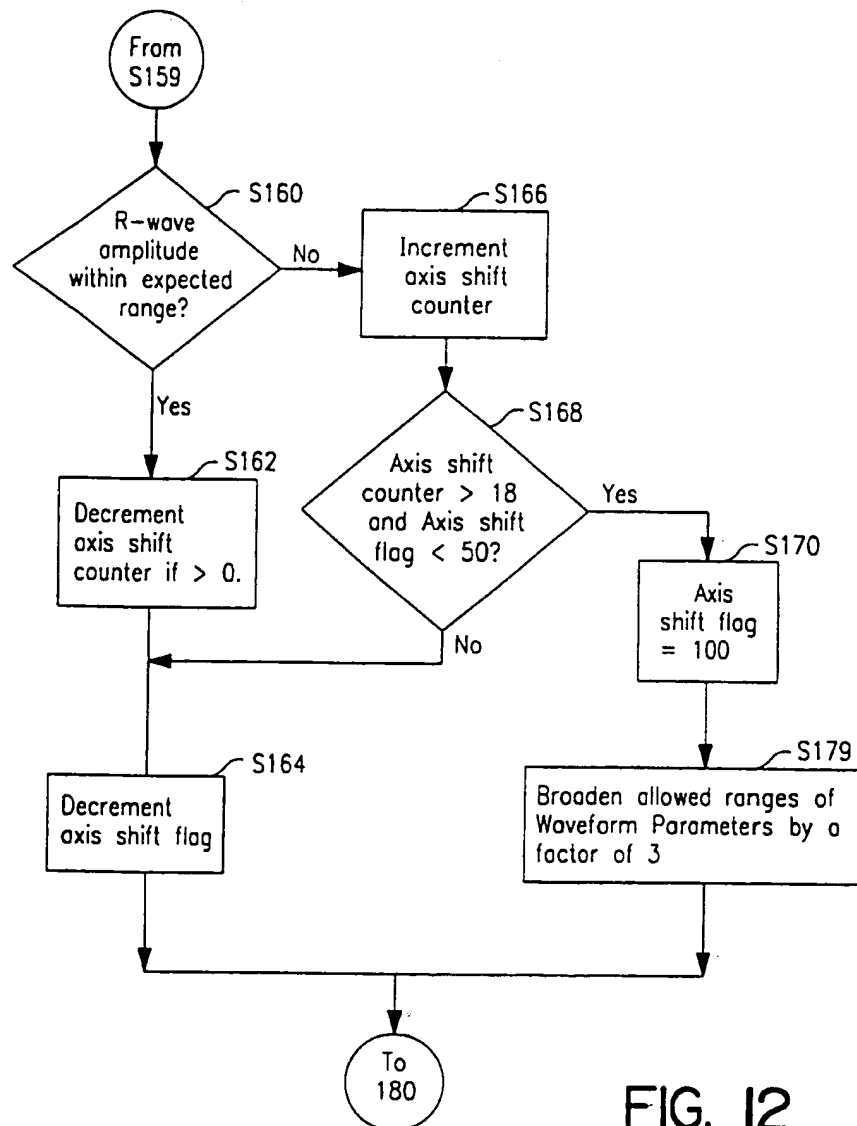 From
S159
S160
R-wave
amplitude
within expected
range?
No
Yes
S166
Increment
axis shift
counter
S168
Axis shift
counter > 18
and Axis shift
flag < 50?
Yes
No
S162
Decrement
axis shift
counter if > 0.
S170
Axis
shift flag
= 100
S164
Decrement
axis shift flag
S179
Broaden allowed ranges of
Waveform Parameters by a
factor of 3
To
180
FIG. 12